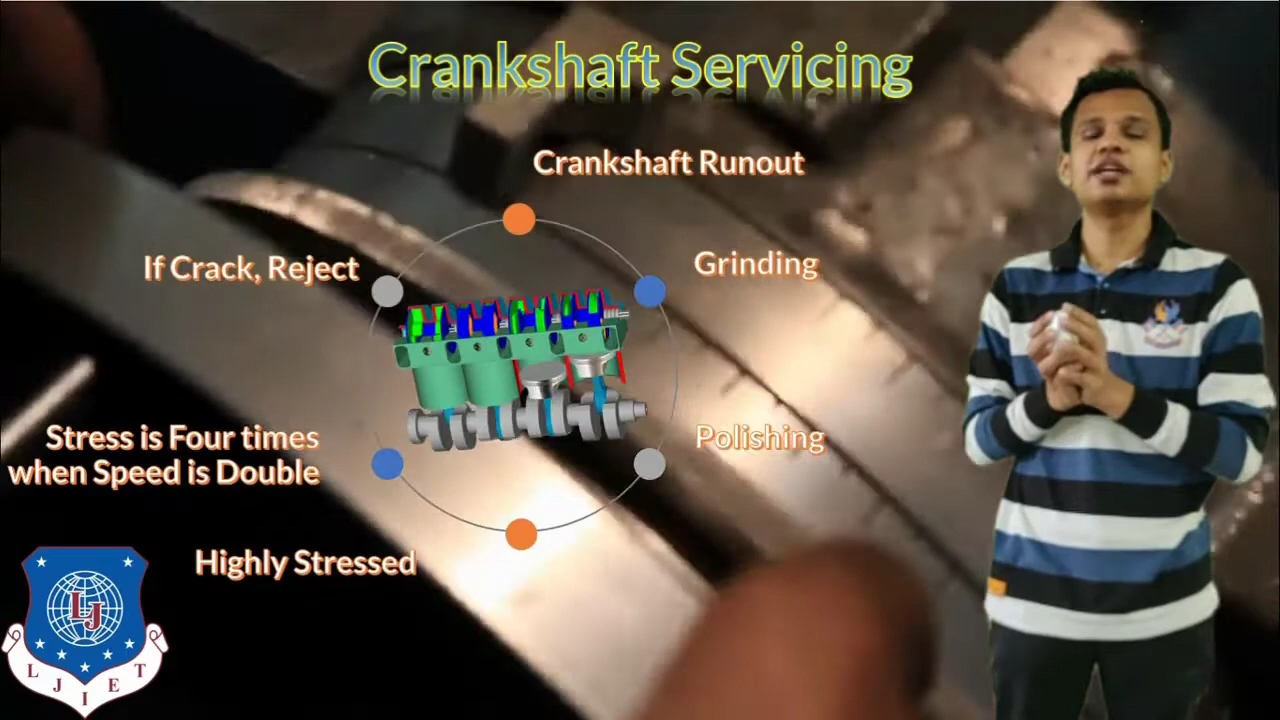 Crankshaft Servicing
Crankshaft Runout
If Crack, Reject
Grinding
Stress is Four times
when Speed is Double
Polishing
Highly Stressed
LJ
LJIET